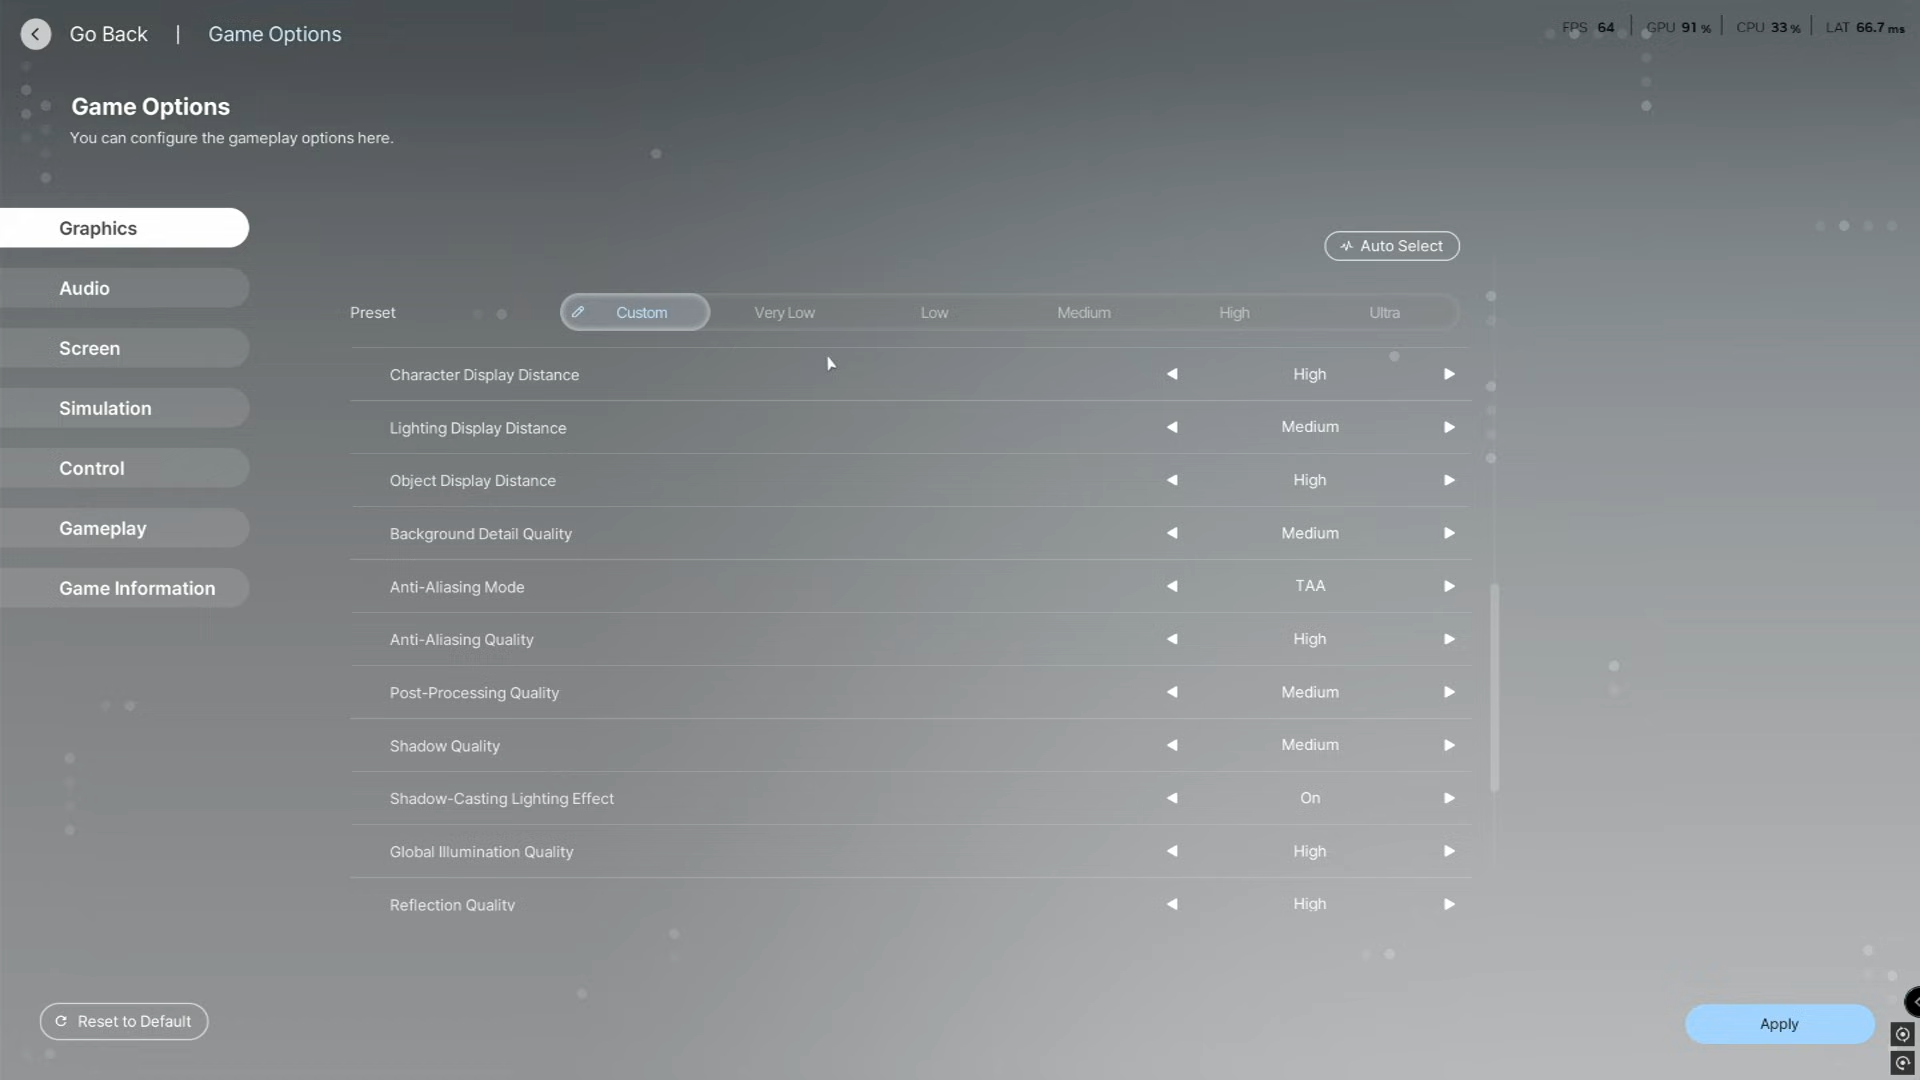 Go Back | Game Options
FPS 64 | GPU 91 % | CPU 33 % | LAT 66.7 ms
Game Options
You can configure the gameplay options here.
Graphics
Audio
Screen
Simulation
Control
Gameplay
Game Information
Auto Select
Preset Custom Very Low Low Medium High Ultra
Character Display Distance High
Lighting Display Distance Medium
Object Display Distance High
Background Detail Quality Medium
Anti-Aliasing Mode TAA
Anti-Aliasing Quality High
Post-Processing Quality Medium
Shadow Quality Medium
Shadow-Casting Lighting Effect On
Global Illumination Quality High
Reflection Quality High
Reset to Default
Apply